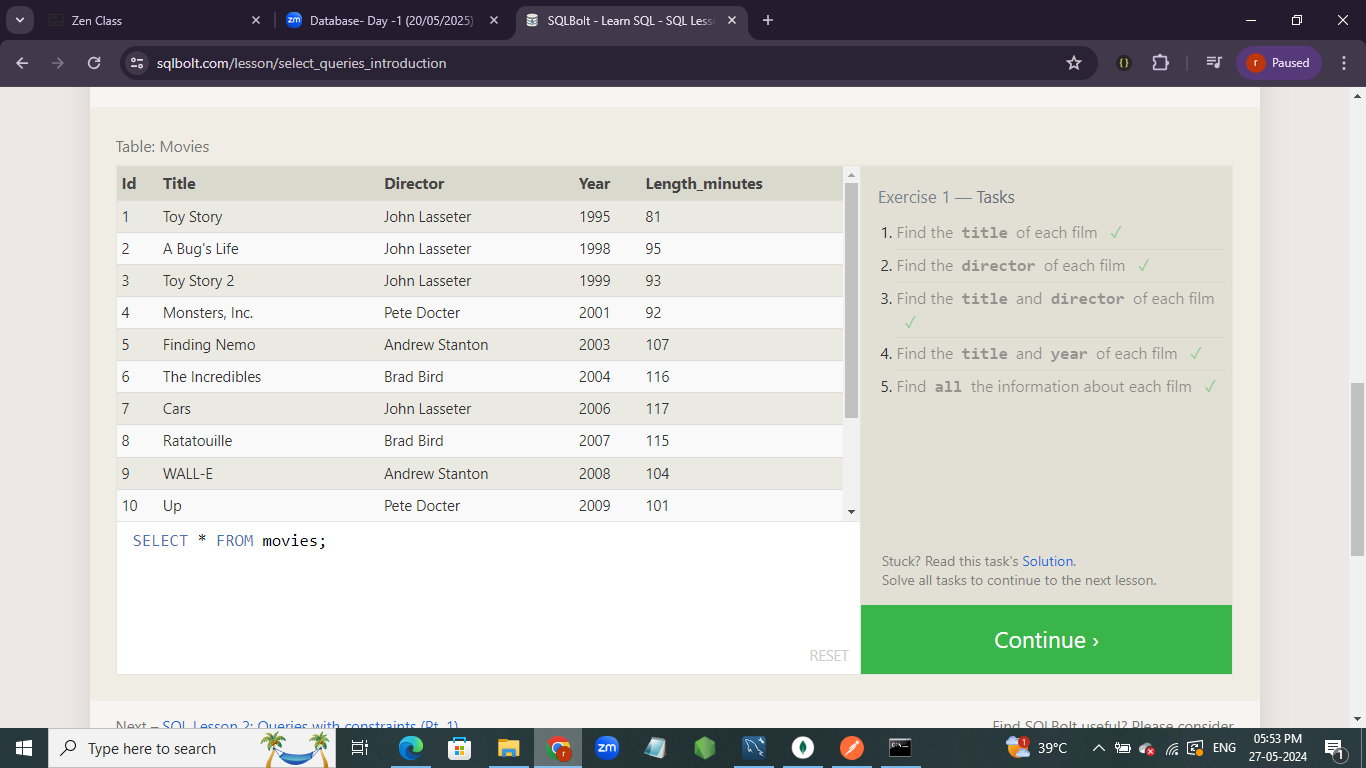 Zen Class
zm Database- Day -1 (20/05/2025)
SQLBolt - Learn SQL - SQL Less
sqlbolt.com/lesson/select_queries_introduction
r Paused
Table: Movies
Id Title Director Year Length_minutes
1 Toy Story John Lasseter 1995 81
2 A Bug's Life John Lasseter 1998 95
3 Toy Story 2 John Lasseter 1999 93
4 Monsters, Inc. Pete Docter 2001 92
5 Finding Nemo Andrew Stanton 2003 107
6 The Incredibles Brad Bird 2004 116
7 Cars John Lasseter 2006 117
8 Ratatouille Brad Bird 2007 115
9 WALL-E Andrew Stanton 2008 104
10 Up Pete Docter 2009 101
SELECT * FROM movies;
RESET
Exercise 1 — Tasks
1. Find the title of each film ✓
2. Find the director of each film ✓
3. Find the title and director of each film
✓
4. Find the title and year of each film ✓
5. Find all the information about each film ✓
Stuck? Read this task's Solution.
Solve all tasks to continue to the next lesson.
Continue ›
Next – SQL Lesson 2: Queries with constraints (Pt. 1)
Find SQLBolt useful? Please consider
Type here to search
zm
r
1
39°C
ENG
05:53 PM
27-05-2024
1